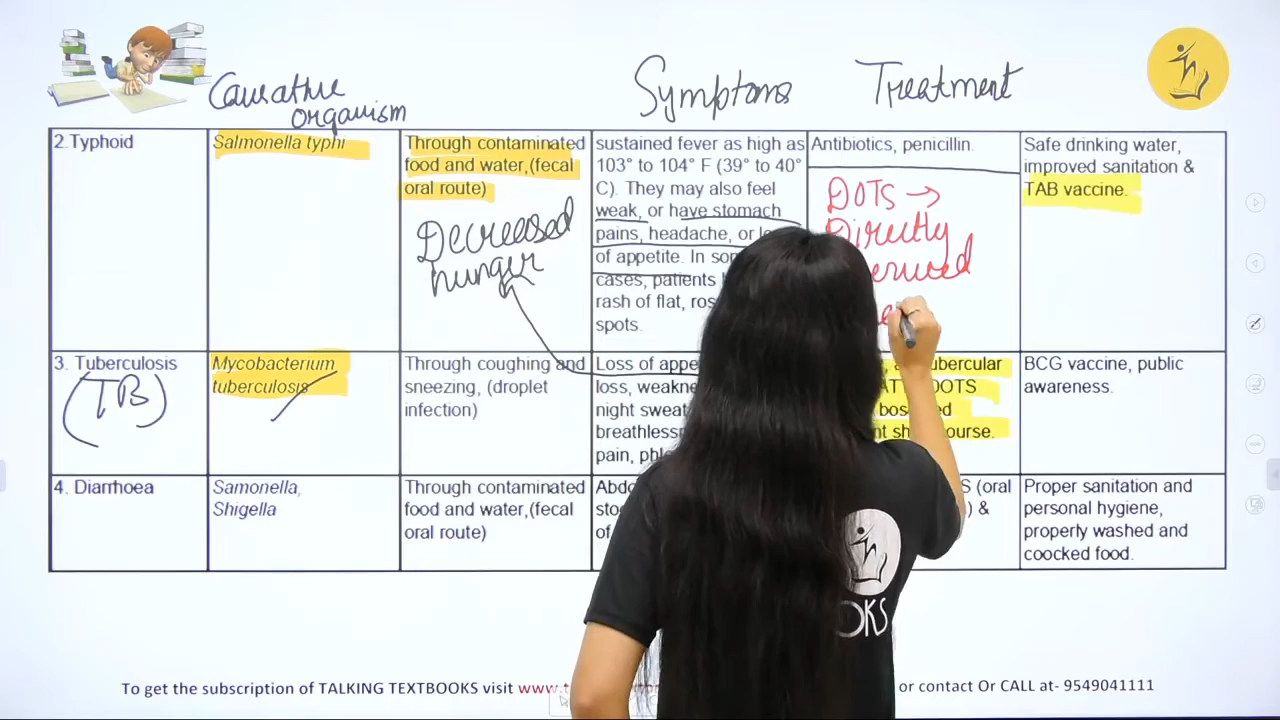 Causative
organism
Symptoms
Treatment
2.Typhoid
Salmonella typhi
Through contaminated
food and water,(fecal
oral route)
Decreased
hunger
sustained fever as high as
103° to 104° F (39° to 40°
C). They may also feel
weak, or have stomach
pains, headache, or
of appetite. In
cases, patients
rash of flat,
spots.
Antibiotics, penicillin.
DOTS →
Directly
Safe drinking water,
improved sanitation &
TAB vaccine.
3. Tuberculosis
(TB)
Mycobacterium
tuberculosis
Through coughing and
sneezing, (droplet
infection)
Loss of
loss,
night
pain,
DOTS
BCG vaccine, public
awareness.
4. Diarrhoea
Samonella,
Shigella
Through contaminated
food and water,(fecal
oral route)
(oral
) &
Proper sanitation and
personal hygiene,
properly washed and
coocked food.
To get the subscription of TALKING TEXTBOOKS visit
or contact Or CALL at- 9549041111